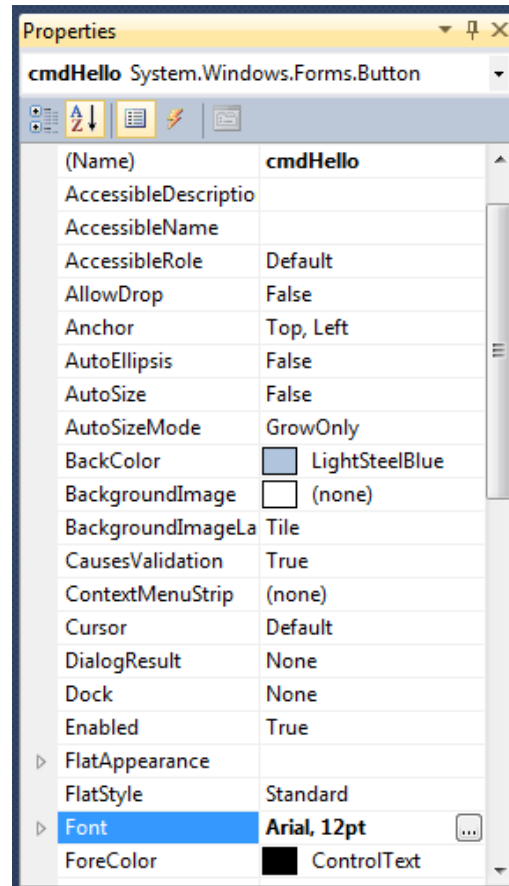 Properties
cmdHello System.Windows.Forms.Button
(Name) cmdHello
AccessibleDescriptio
AccessibleName
AccessibleRole Default
AllowDrop False
Anchor Top, Left
AutoEllipsis False
AutoSize False
AutoSizeMode GrowOnly
BackColor LightSteelBlue
BackgroundImage (none)
BackgroundImageLa Tile
CausesValidation True
ContextMenuStrip (none)
Cursor Default
DialogResult None
Dock None
Enabled True
FlatAppearance
FlatStyle Standard
Font Arial, 12pt ...
ForeColor ControlText